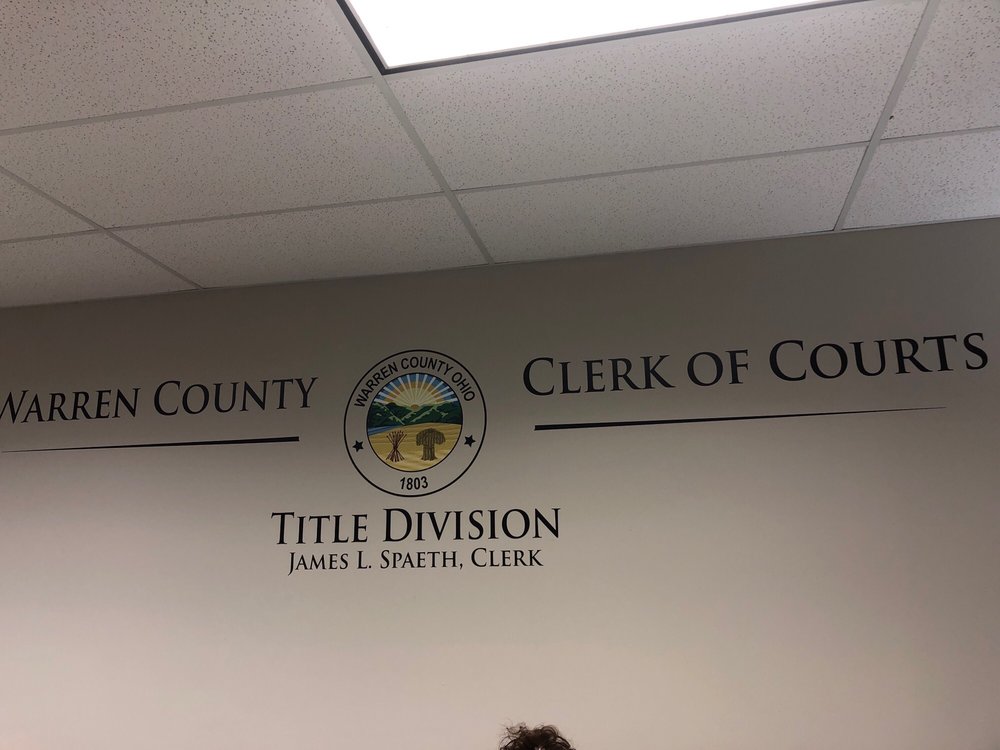 WARREN COUNTY
WARREN COUNTY OHIO
1803
CLERK OF COURTS
TITLE DIVISION
JAMES L. SPAETH, CLERK